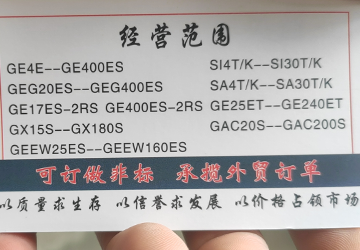 经营范围
GE4E--GE400ES SI4T/K--SI30T/K
GEG20ES--GEG400ES SA4T/K--SA30T/K
GE17ES-2RS GE400ES-2RS GE25ET--GE240ET
GX15S--GX180S GAC20S--GAC200S
GEEW25ES--GEEW160ES
可订做非标 承揽外贸订单
以质量求生存 以信誉求发展 以价格占领市场